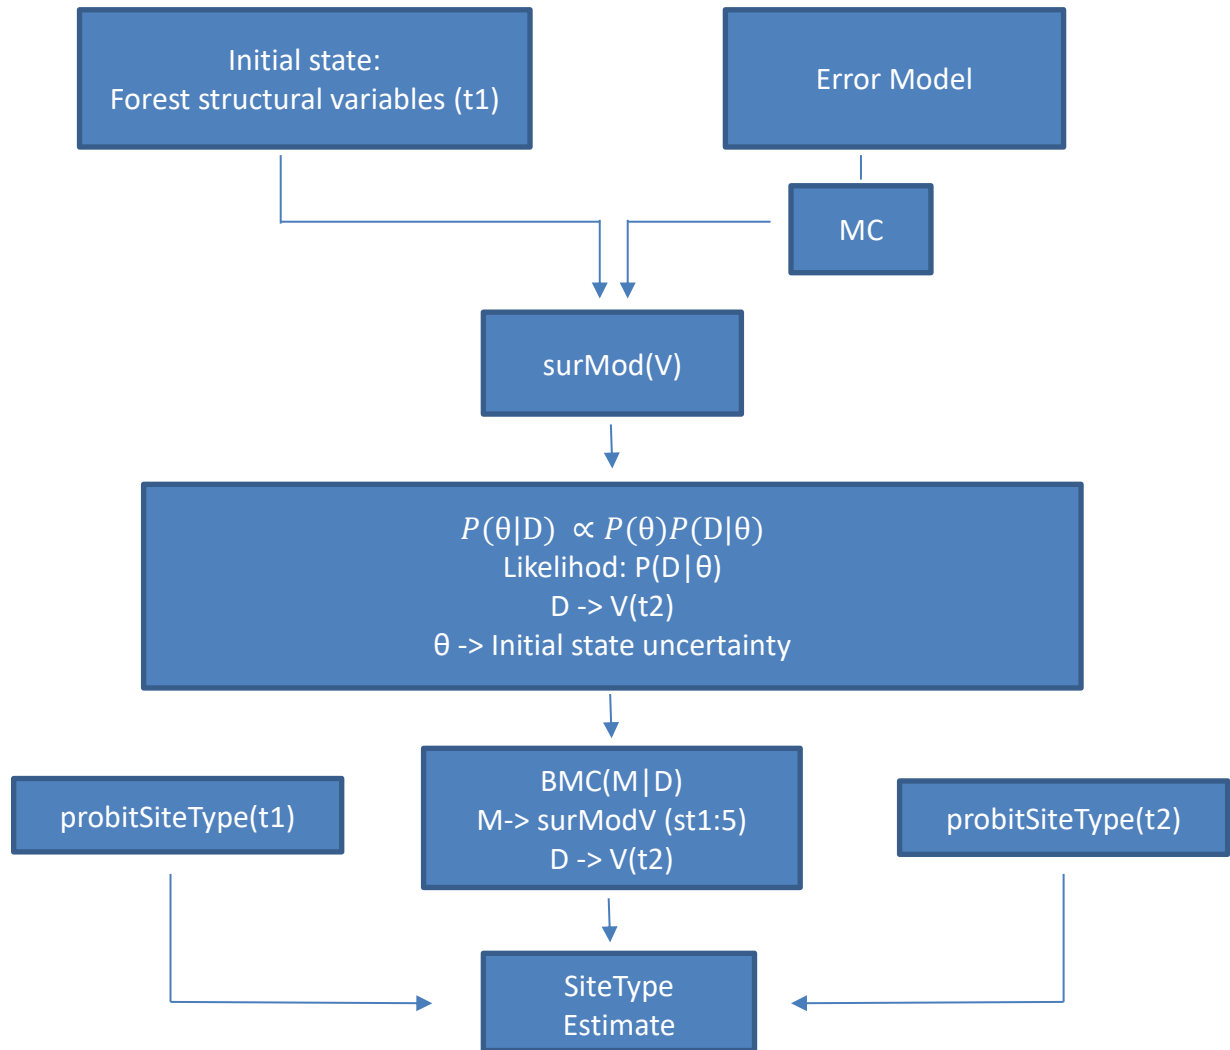 Initial state:
Forest structural variables (t1)
Error Model
MC
surMod(V)
P(θ|D) ∝ P(θ)P(D|θ)
Likelihod: P(D|θ)
D -> V(t2)
θ -> Initial state uncertainty
probitSiteType(t1)
BMC(M|D)
M-> surModV (st1:5)
D -> V(t2)
probitSiteType(t2)
SiteType
Estimate